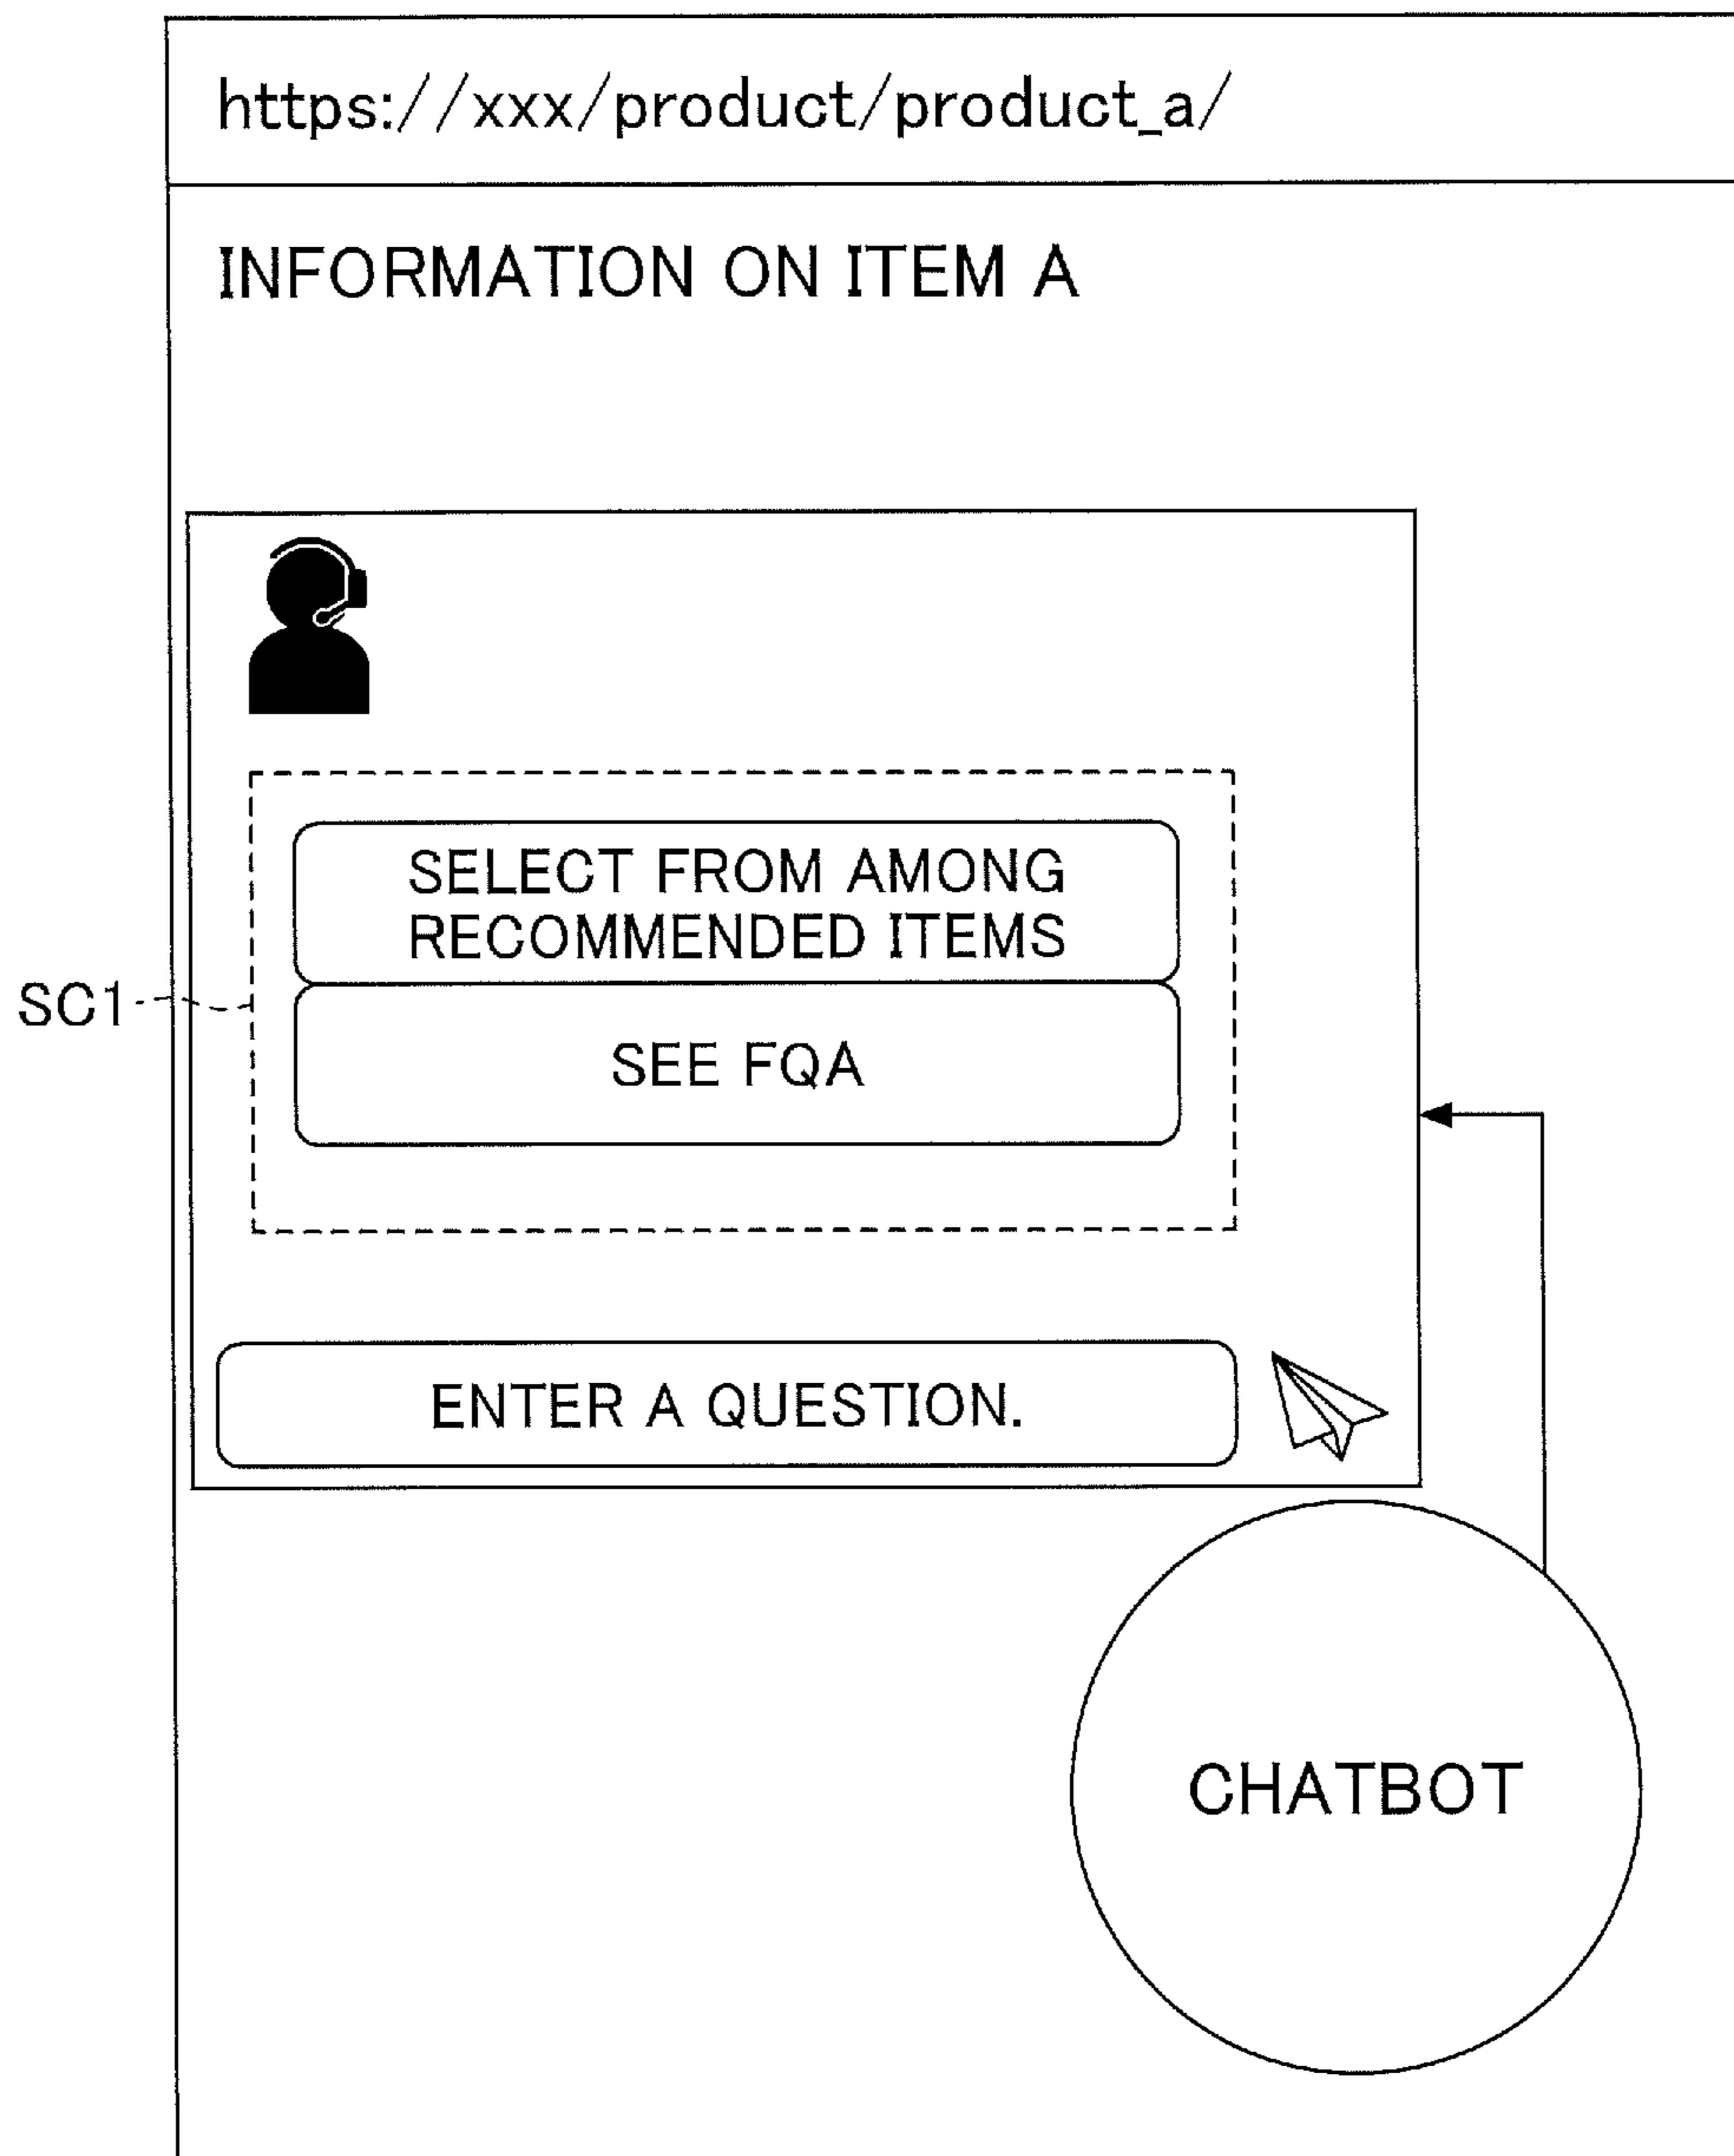 https://xxx/product/product_a/
INFORMATION ON ITEM A
SELECT FROM AMONG
RECOMMENDED ITEMS
SC1
SEE FQA
ENTER A QUESTION.
CHATBOT